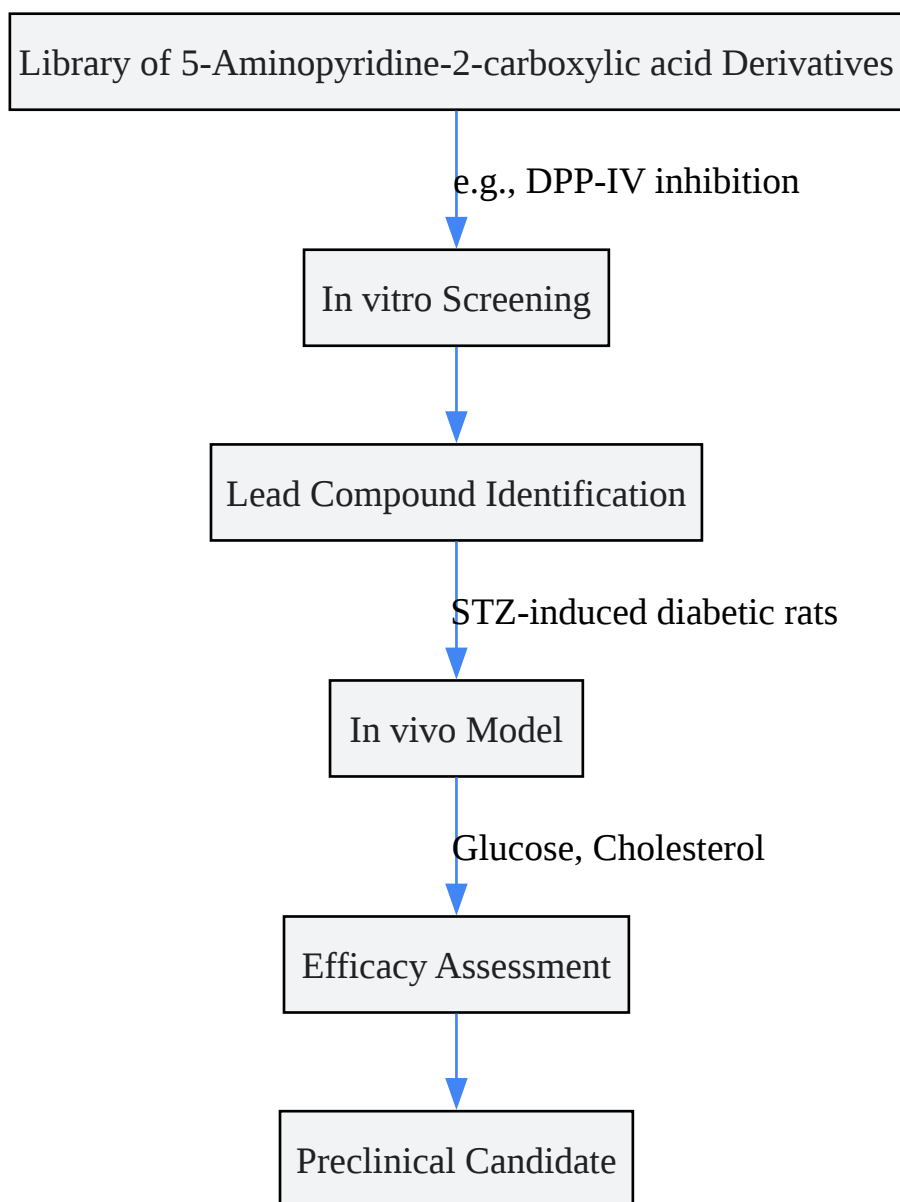 Library of 5-Aminopyridine-2-carboxylic acid Derivatives
e.g., DPP-IV inhibition
In vitro Screening
Lead Compound Identification
STZ-induced diabetic rats
In vivo Model
Glucose, Cholesterol
Efficacy Assessment
Preclinical Candidate